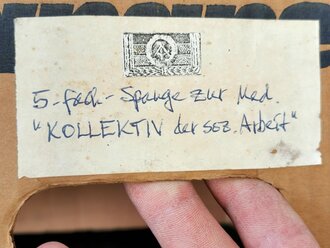 5-fach-Spange zur Med.
"KOLLEKTIV der soz. Arbeit"